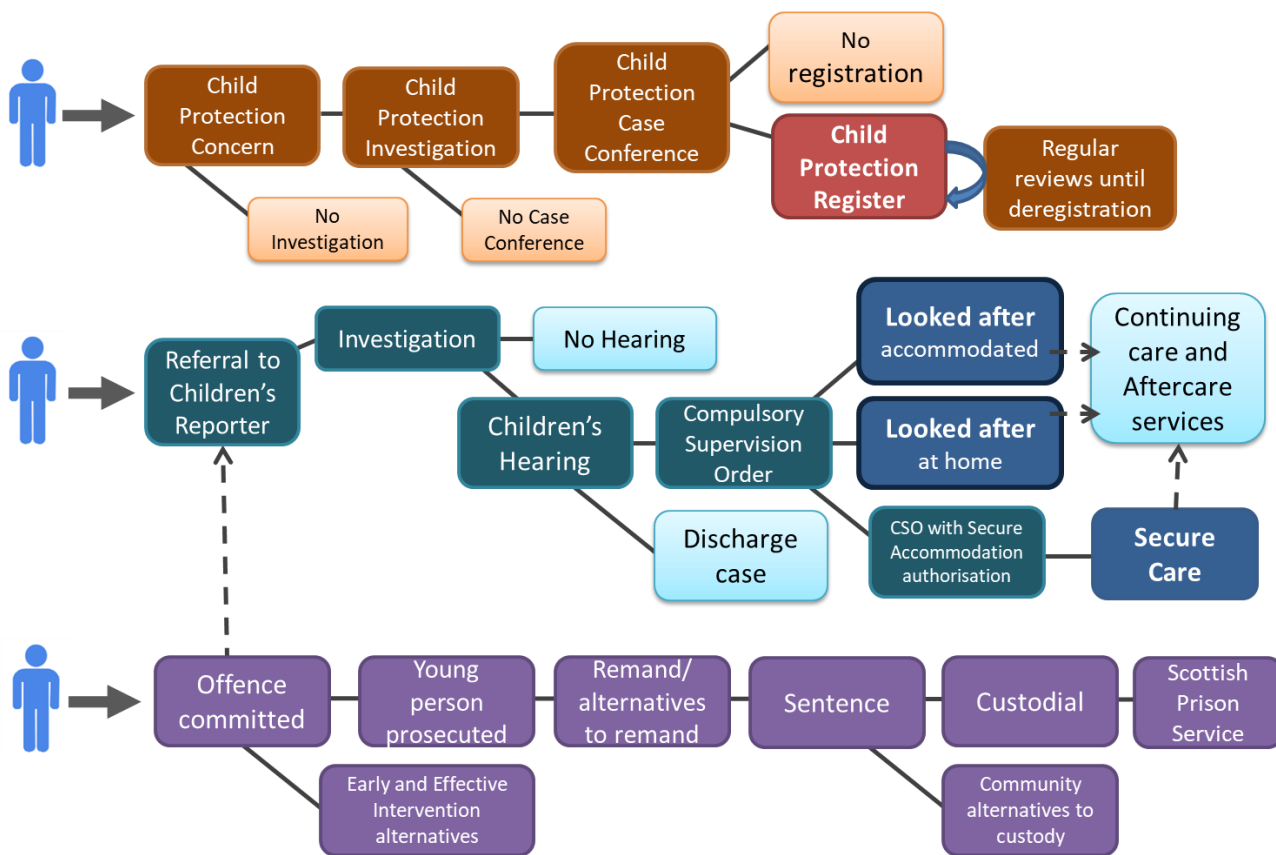 Child
Protection
Concern
Child
Protection
Investigation
Child
Protection
Case
Conference
No
registration
Child
Protection
Register
Regular
reviews until
deregistration
No
Investigation
No Case
Conference
Referral to
Children’s
Reporter
Investigation
No Hearing
Children’s
Hearing
Discharge
case
Compulsory
Supervision
Order
Looked after
accommodated
Looked after
at home
CSO with Secure
Accommodation
authorisation
Secure
Care
Continuing
care and
Aftercare
services
Offence
committed
Young
person
prosecuted
Remand/
alternatives
to remand
Sentence
Custodial
Scottish
Prison
Service
Early and Effective
Intervention
alternatives
Community
alternatives to
custody